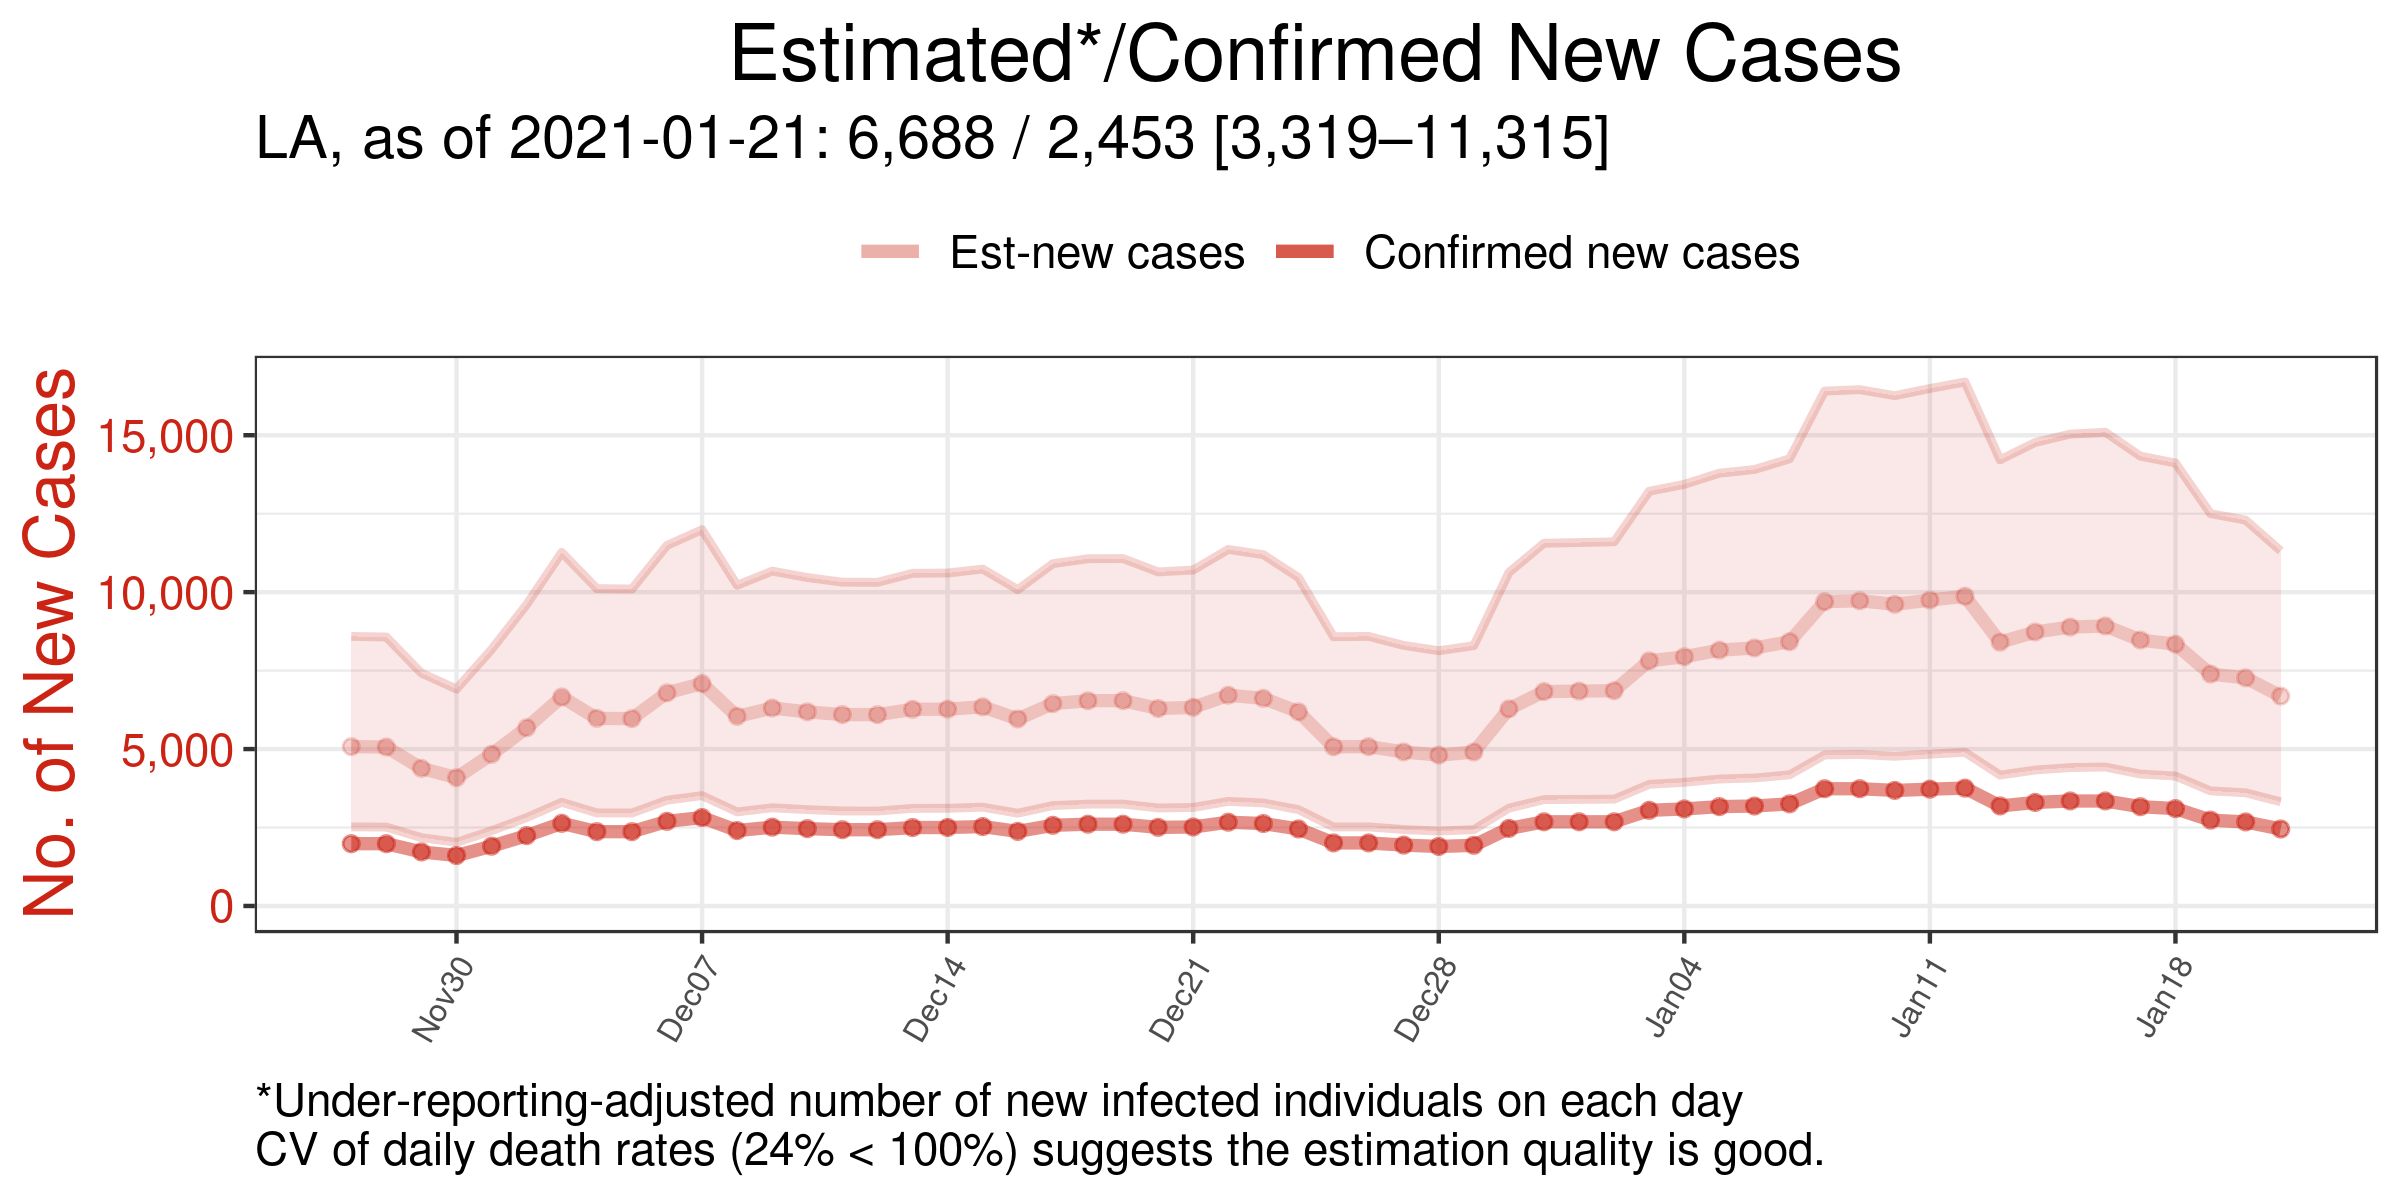 Estimated*/Confirmed New Cases
LA, as of 2021-01-21: 6,688 / 2,453 [3,319–11,315]
Est-new cases
Confirmed new cases
No. of New Cases
15,000
10,000
5,000
0
Nov30
Dec07
Dec14
Dec21
Dec28
Jan04
Jan11
Jan18
*Under-reporting-adjusted number of new infected individuals on each day
CV of daily death rates (24% < 100%) suggests the estimation quality is good.